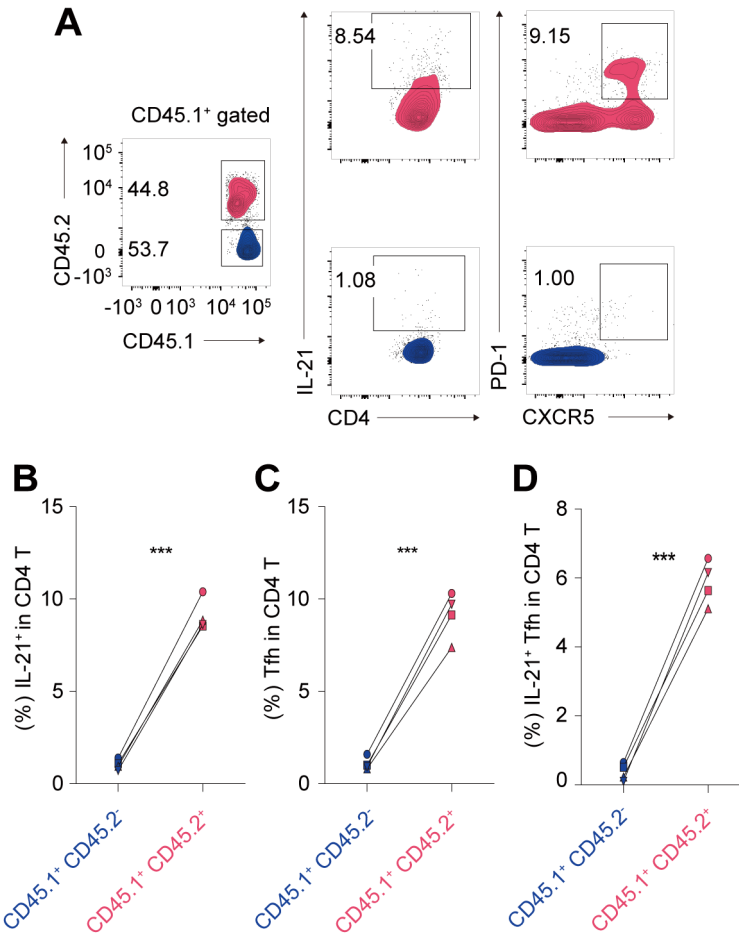 A
CD45.1⁺ gated
CD45.2
10⁵
10⁴
0
-10³
44.8
53.7
-10³ 0 10³ 10⁴ 10⁵
CD45.1
IL-21
8.54
1.08
CD4
PD-1
9.15
1.00
CXCR5
B
(%) IL-21⁺ in CD4 T
15
10
5
0
***
CD45.1⁺ CD45.2⁻
CD45.1⁺ CD45.2⁺
C
(%) Tfh in CD4 T
15
10
5
0
***
CD45.1⁺ CD45.2⁻
CD45.1⁺ CD45.2⁺
D
(%) IL-21⁺ Tfh in CD4 T
8
6
4
2
0
***
CD45.1⁺ CD45.2⁻
CD45.1⁺ CD45.2⁺